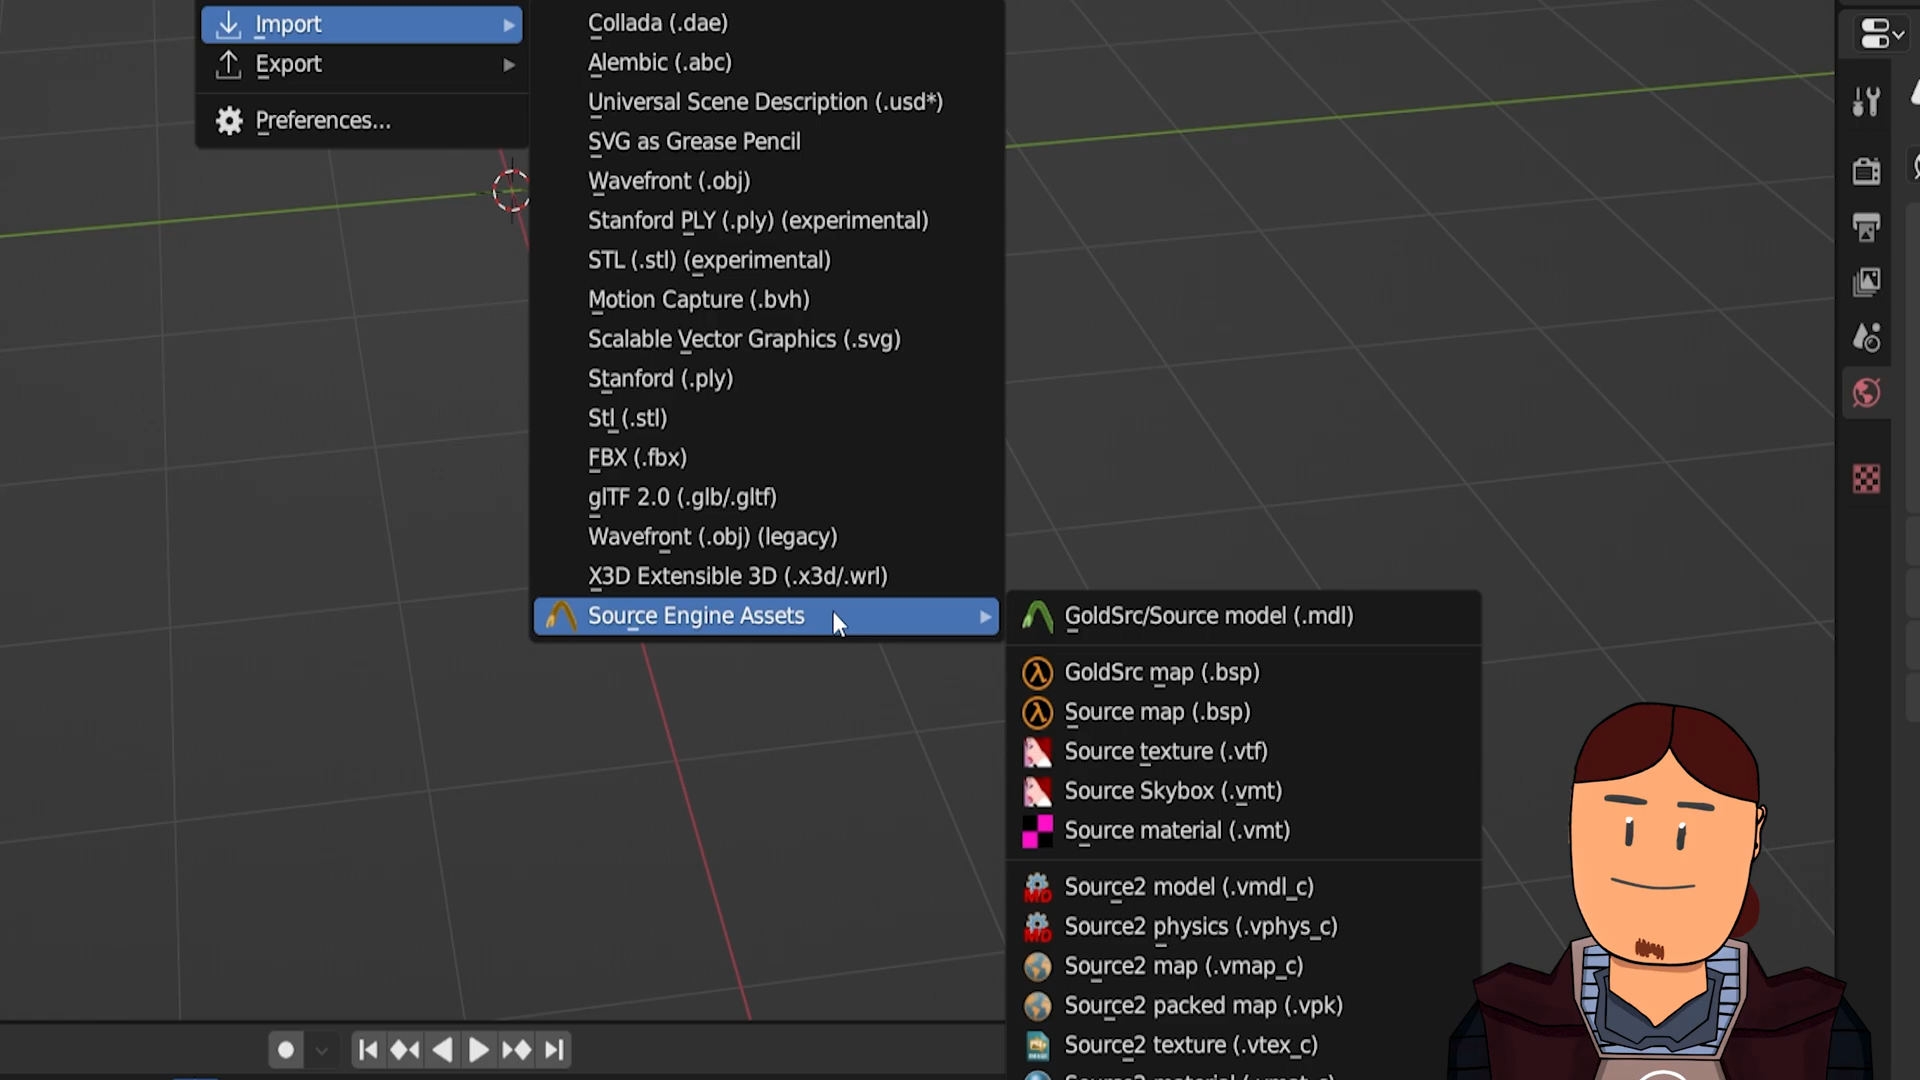 Import
Export
Preferences...
Collada (.dae)
Alembic (.abc)
Universal Scene Description (.usd*)
SVG as Grease Pencil
Wavefront (.obj)
Stanford PLY (.ply) (experimental)
STL (.stl) (experimental)
Motion Capture (.bvh)
Scalable Vector Graphics (.svg)
Stanford (.ply)
Stl (.stl)
FBX (.fbx)
glTF 2.0 (.glb/.gltf)
Wavefront (.obj) (legacy)
X3D Extensible 3D (.x3d/.wrl)
Source Engine Assets
GoldSrc/Source model (.mdl)
GoldSrc map (.bsp)
Source map (.bsp)
Source texture (.vtf)
Source Skybox (.vmt)
Source material (.vmt)
Source2 model (.vmdl_c)
Source2 physics (.vphys_c)
Source2 map (.vmap_c)
Source2 packed map (.vpk)
Source2 texture (.vtex_c)
Source2 material (.vmat_c)